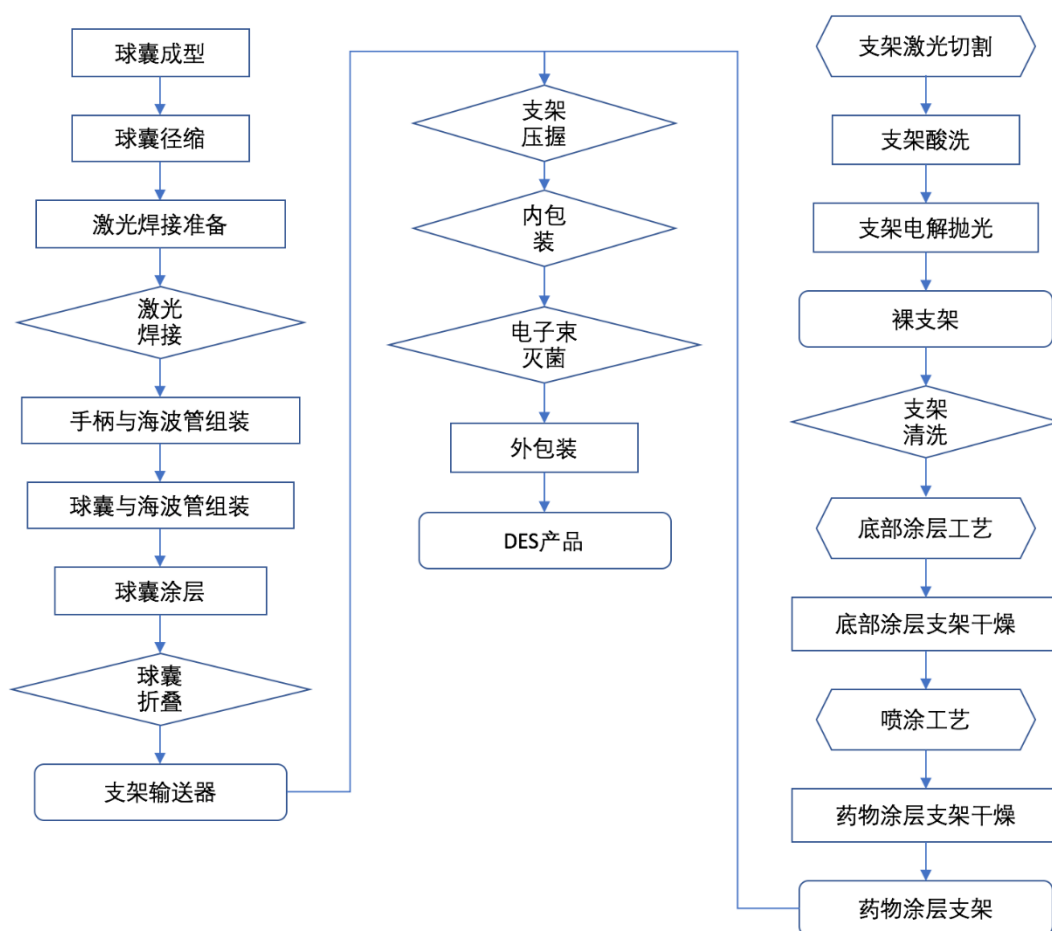 球囊成型
球囊径缩
激光焊接准备
激光
焊接
手柄与海波管组装
球囊与海波管组装
球囊涂层
球囊
折叠
支架输送器
支架
压握
内包
装
电子束
灭菌
外包装
DES产品
支架激光切割
支架酸洗
支架电解抛光
裸支架
支架
清洗
底部涂层工艺
底部涂层支架干燥
喷涂工艺
药物涂层支架干燥
药物涂层支架